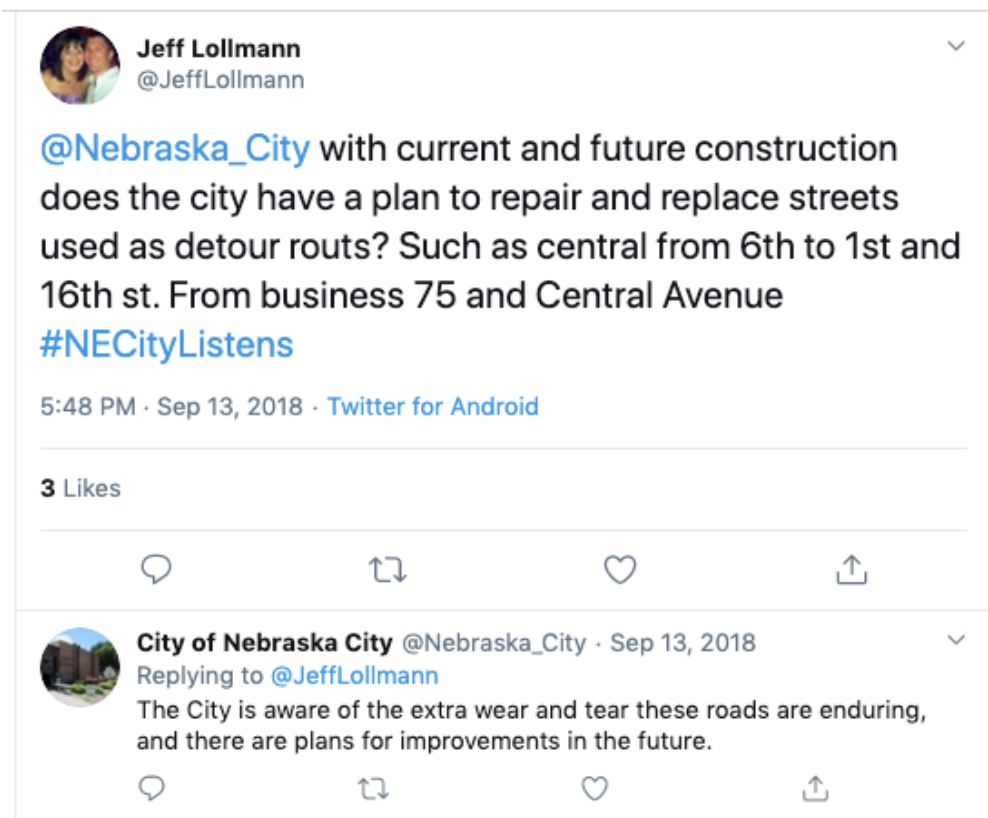 Jeff Lollmann
@JeffLollmann
@Nebraska_City with current and future construction
does the city have a plan to repair and replace streets
used as detour routs? Such as central from 6th to 1st and
16th st. From business 75 and Central Avenue
#NECityListens
5:48 PM · Sep 13, 2018 · Twitter for Android
3 Likes
City of Nebraska City @Nebraska_City · Sep 13, 2018
Replying to @JeffLollmann
The City is aware of the extra wear and tear these roads are enduring,
and there are plans for improvements in the future.